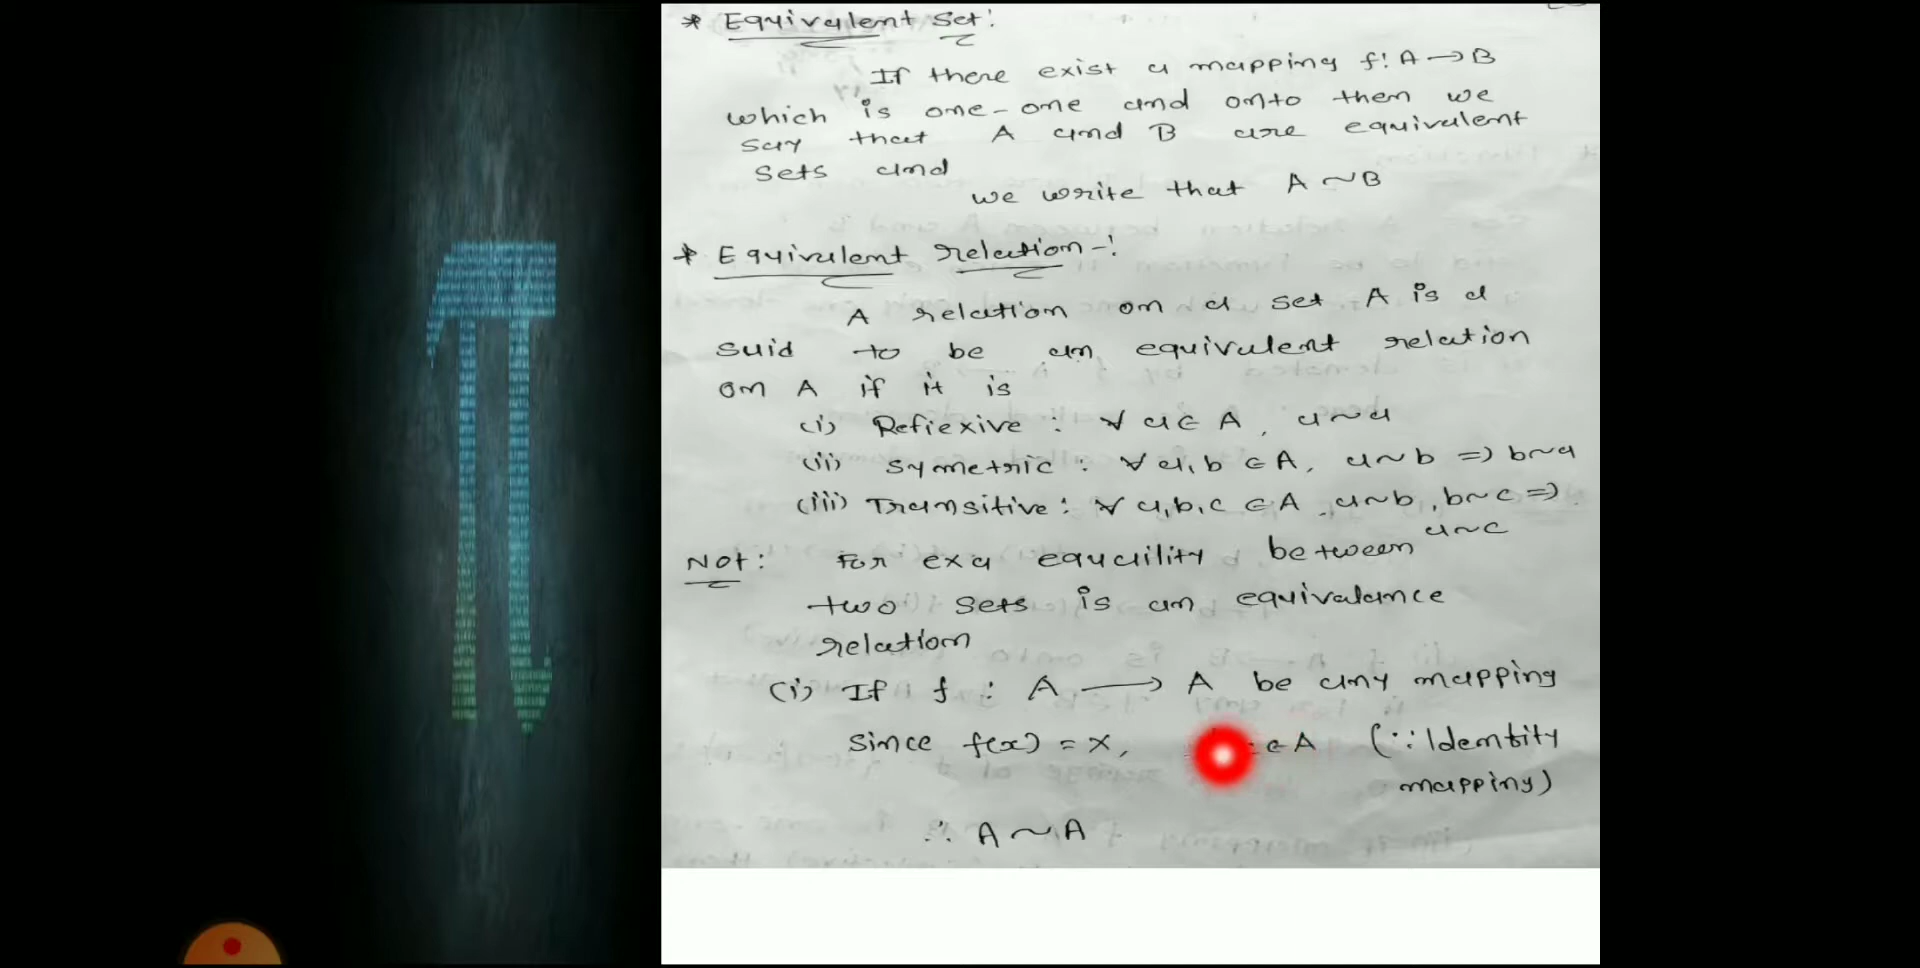 * Equivalent Set:
If there exist a mapping f: A → B
which is one-one and onto then we
say that A and B are equivalent
sets and
we write that A ~ B
* Equivalent relation-:
A relation on a set A is a
said to be an equivalent relation
on A if it is
(i) Reflexive : ∀ a ∈ A, a ~ a
(ii) Symetric : ∀ a, b ∈ A, a ~ b => b ~ a
(iii) Transitive : ∀ a, b, c ∈ A, a ~ b, b ~ c =>
a ~ c
Not: For exa equaility between
two sets is an equivalance
relation
(i) If f : A → A be any mapping
since f(x) = x, ∈ A (∵ Identity
mapping)
∴ A ~ A